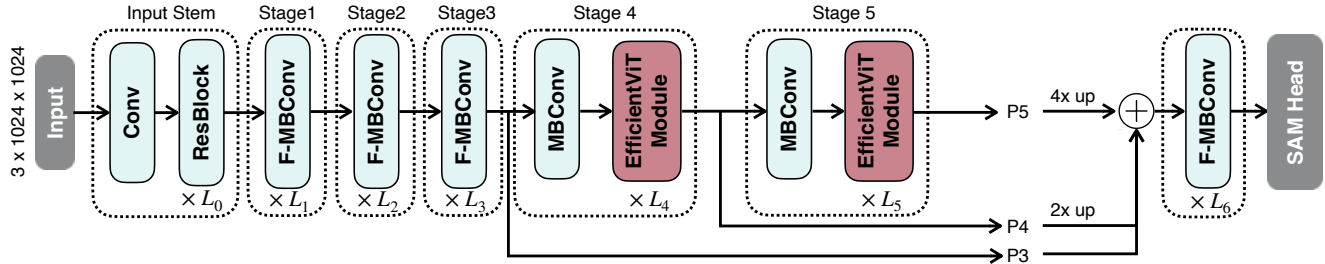 3 x 1024 x 1024
Input
Input Stem
Conv
ResBlock
× L0
Stage1
F-MBConv
× L1
Stage2
F-MBConv
× L2
Stage3
F-MBConv
× L3
Stage 4
MBConv
EfficientViT
Module
× L4
Stage 5
MBConv
EfficientViT
Module
× L5
P5
4x up
P4
2x up
P3
+
F-MBConv
× L6
SAM Head